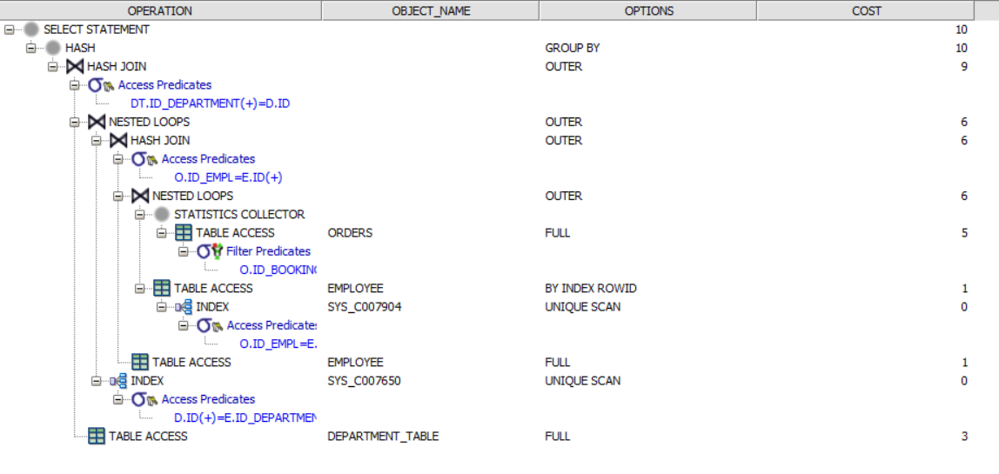 OPERATION OBJECT_NAME OPTIONS COST
SELECT STATEMENT 10
HASH GROUP BY 10
HASH JOIN OUTER 9
Access Predicates
DT.ID_DEPARTMENT(+)=D.ID
NESTED LOOPS OUTER 6
HASH JOIN OUTER 6
Access Predicates
O.ID_EMPL=E.ID(+)
NESTED LOOPS OUTER 6
STATISTICS COLLECTOR
TABLE ACCESS ORDERS FULL 5
Filter Predicates
O.ID_BOOKING
TABLE ACCESS EMPLOYEE BY INDEX ROWID 1
INDEX SYS_C007904 UNIQUE SCAN 0
Access Predicates
O.ID_EMPL=E.
TABLE ACCESS EMPLOYEE FULL 1
INDEX SYS_C007650 UNIQUE SCAN 0
Access Predicates
D.ID(+)=E.ID_DEPARTMEN
TABLE ACCESS DEPARTMENT_TABLE FULL 3